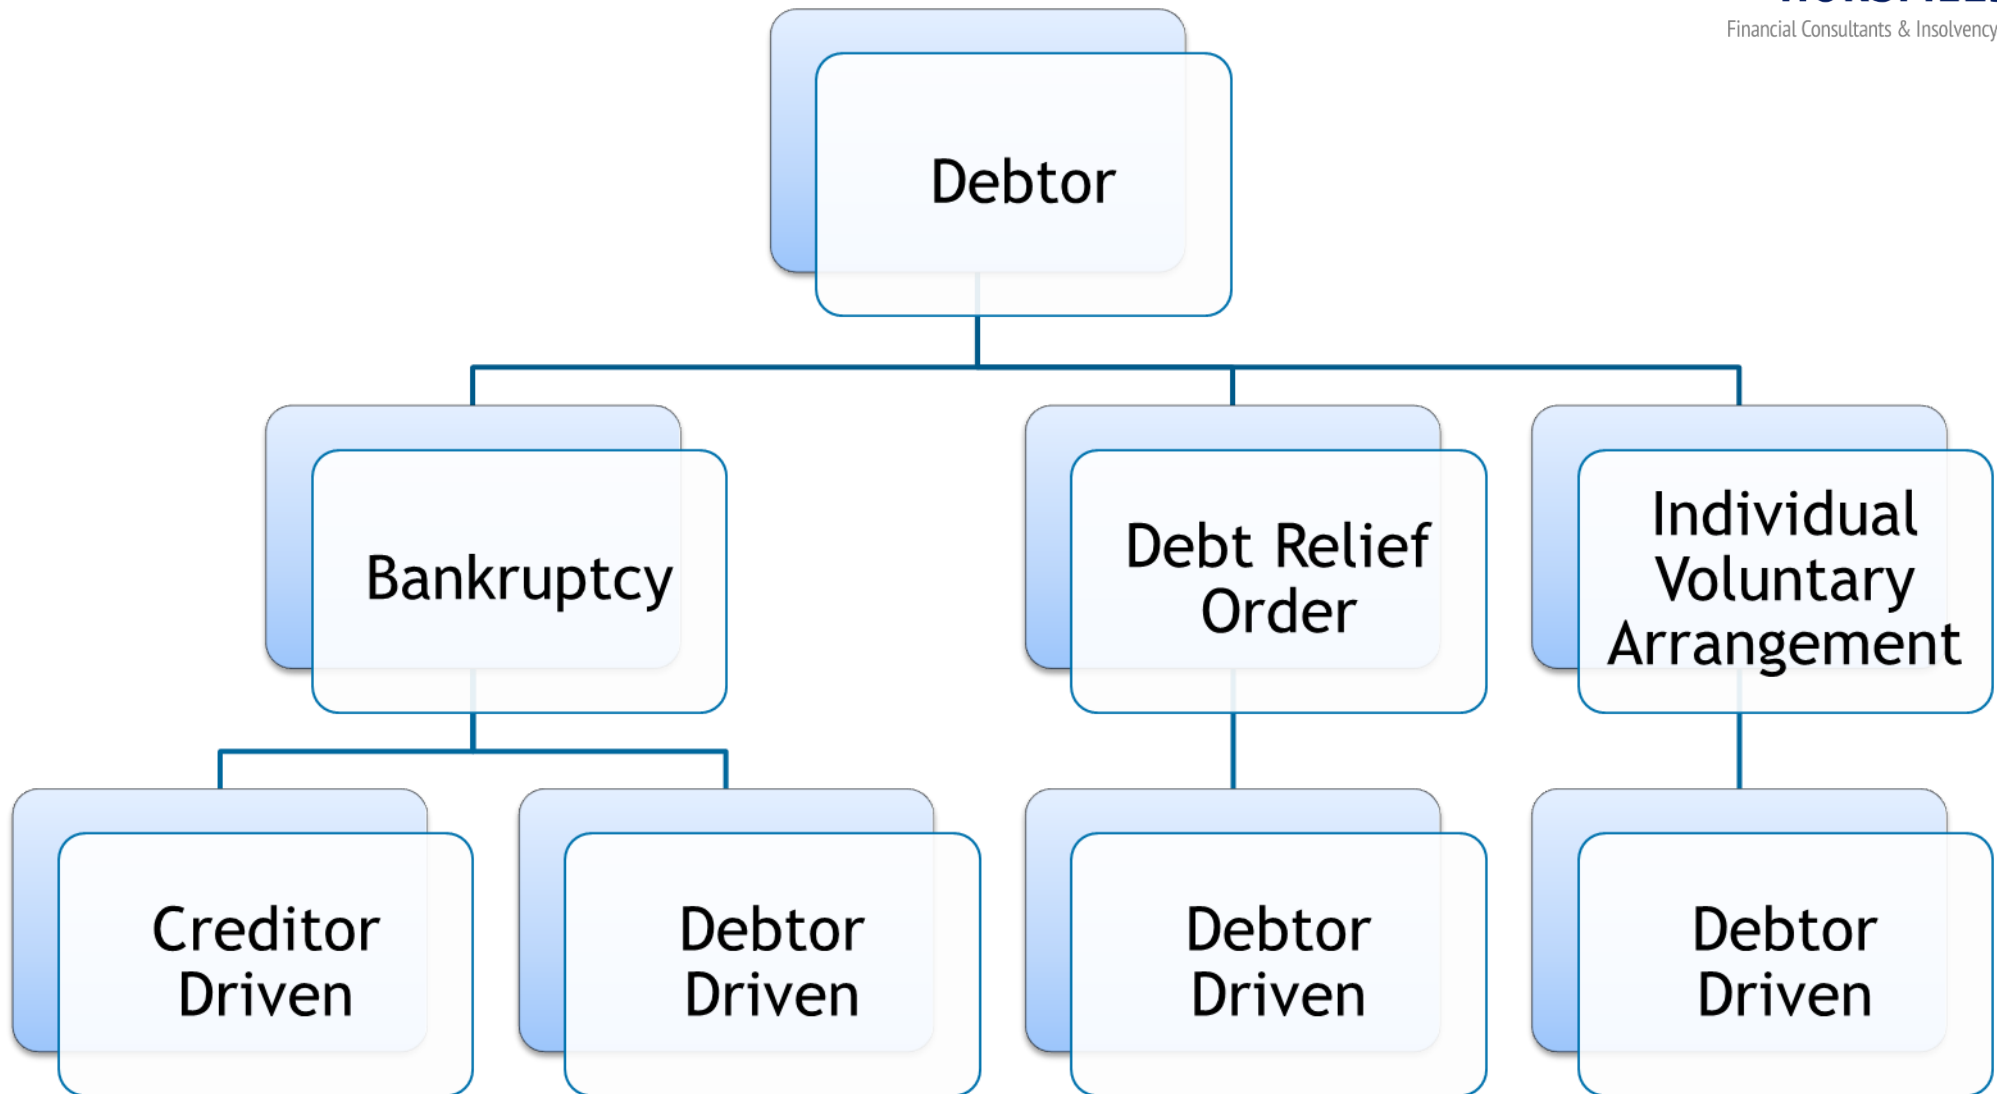 Financial Consultants & Insolvency
Debtor
Bankruptcy
Debt Relief
Order
Individual
Voluntary
Arrangement
Creditor
Driven
Debtor
Driven
Debtor
Driven
Debtor
Driven